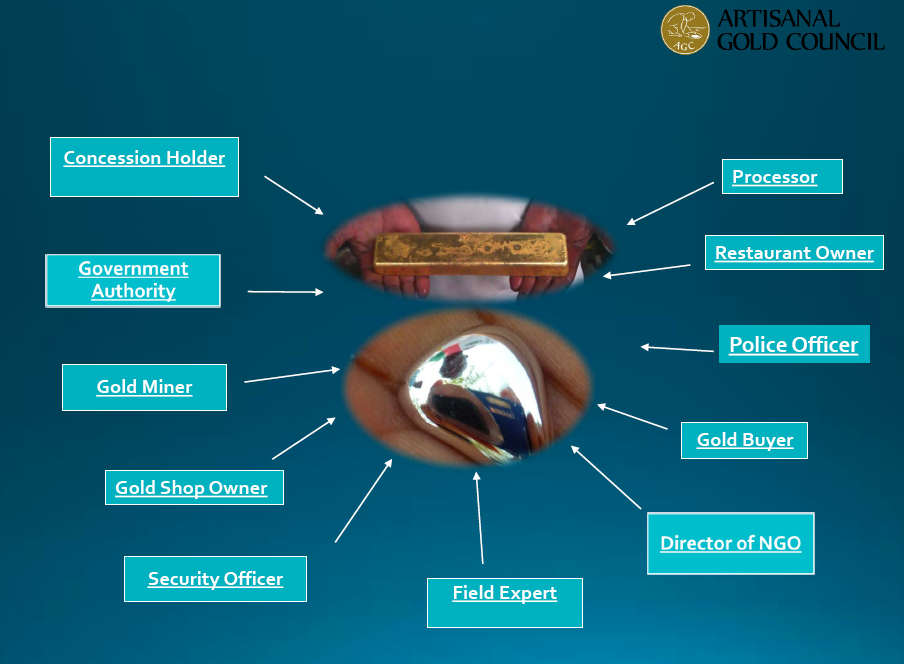 ARTISANAL
GOLD COUNCIL
AGC
Concession Holder
Processor
Restaurant Owner
Government
Authority
Police Officer
Gold Miner
Gold Buyer
Gold Shop Owner
Director of NGO
Security Officer
Field Expert